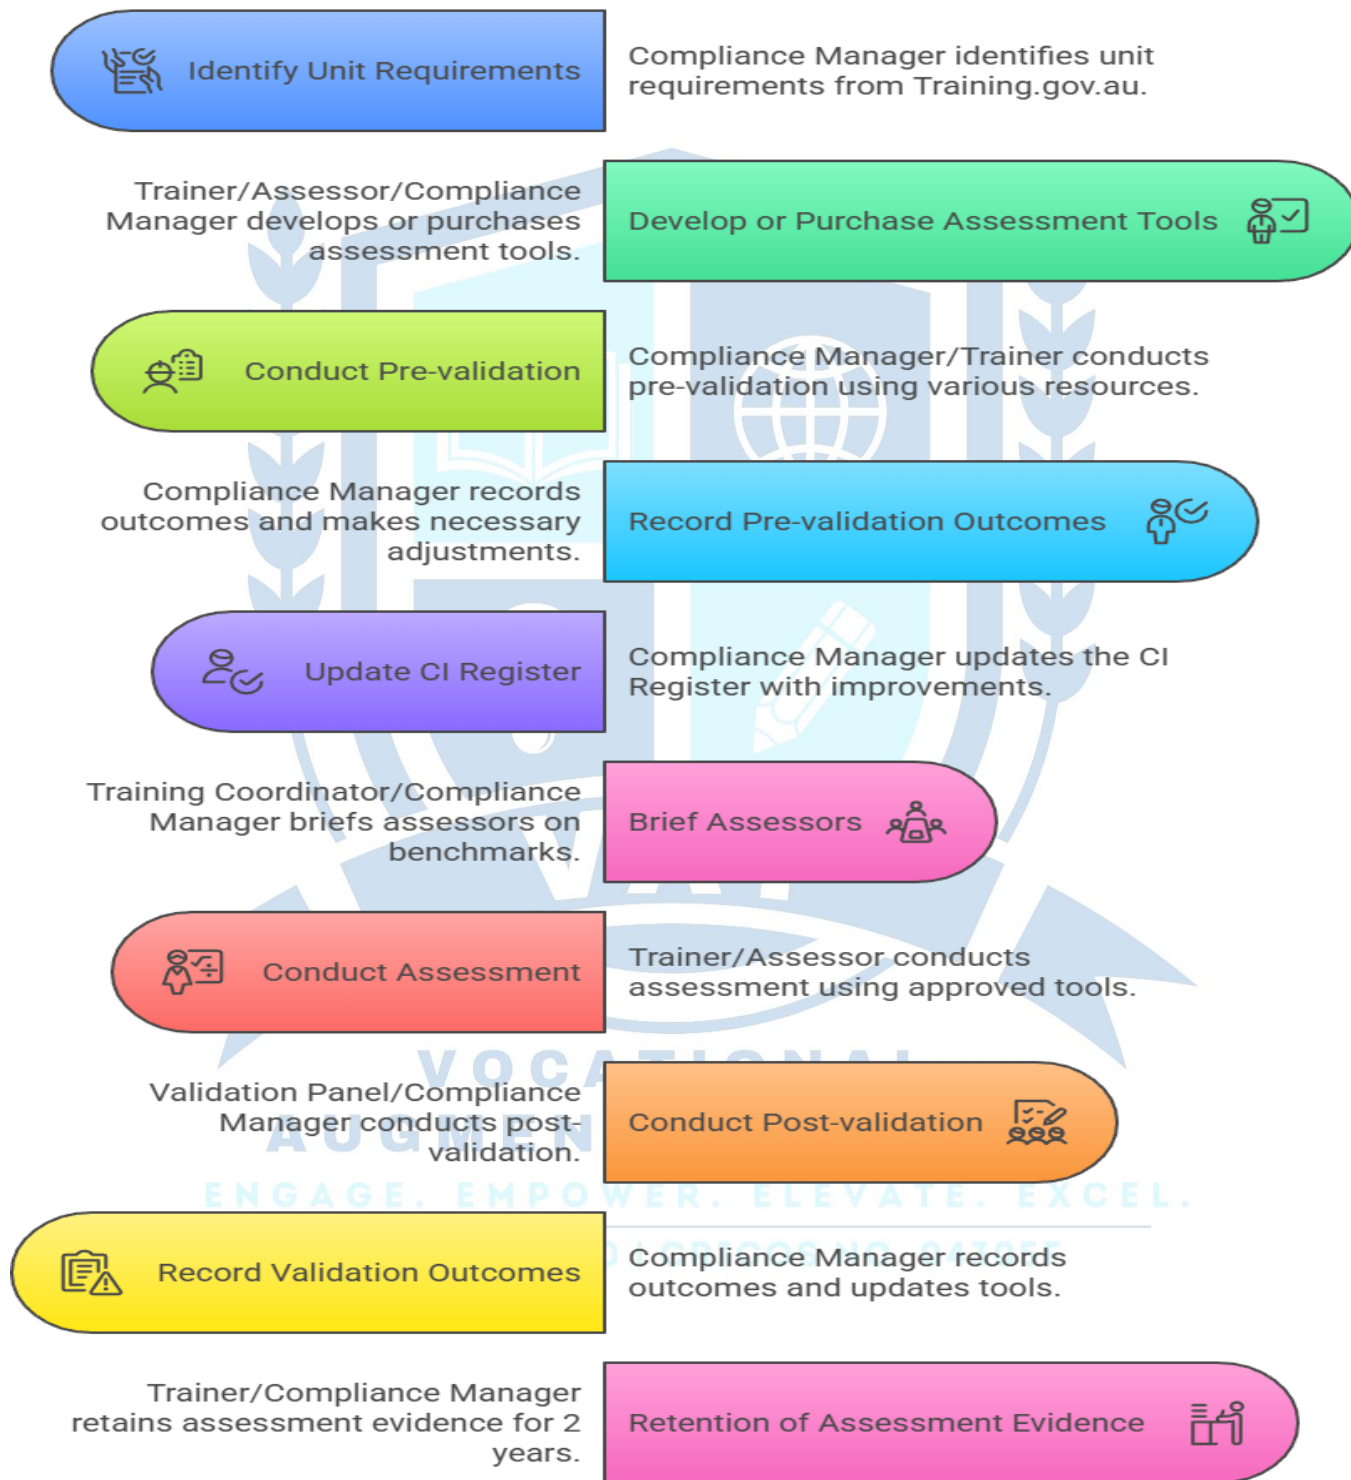 Identify Unit Requirements
Compliance Manager identifies unit
requirements from Training.gov.au.
Trainer/Assessor/Compliance
Manager develops or purchases
assessment tools.
Develop or Purchase Assessment Tools
Conduct Pre-validation
Compliance Manager/Trainer conducts
pre-validation using various resources.
Compliance Manager records
outcomes and makes necessary
adjustments.
Record Pre-validation Outcomes
Update CI Register
Compliance Manager updates the CI
Register with improvements.
Training Coordinator/Compliance
Manager briefs assessors on
benchmarks.
Brief Assessors
Conduct Assessment
Trainer/Assessor conducts
assessment using approved tools.
VOCATIONAL
Validation Panel/Compliance
Manager conducts post-
validation.
Conduct Post-validation
ENGAGE. EMPOWER. ELEVATE. EXCEL.
Record Validation Outcomes
Compliance Manager records
outcomes and updates tools.
Trainer/Compliance Manager
retains assessment evidence for 2
years.
Retention of Assessment Evidence